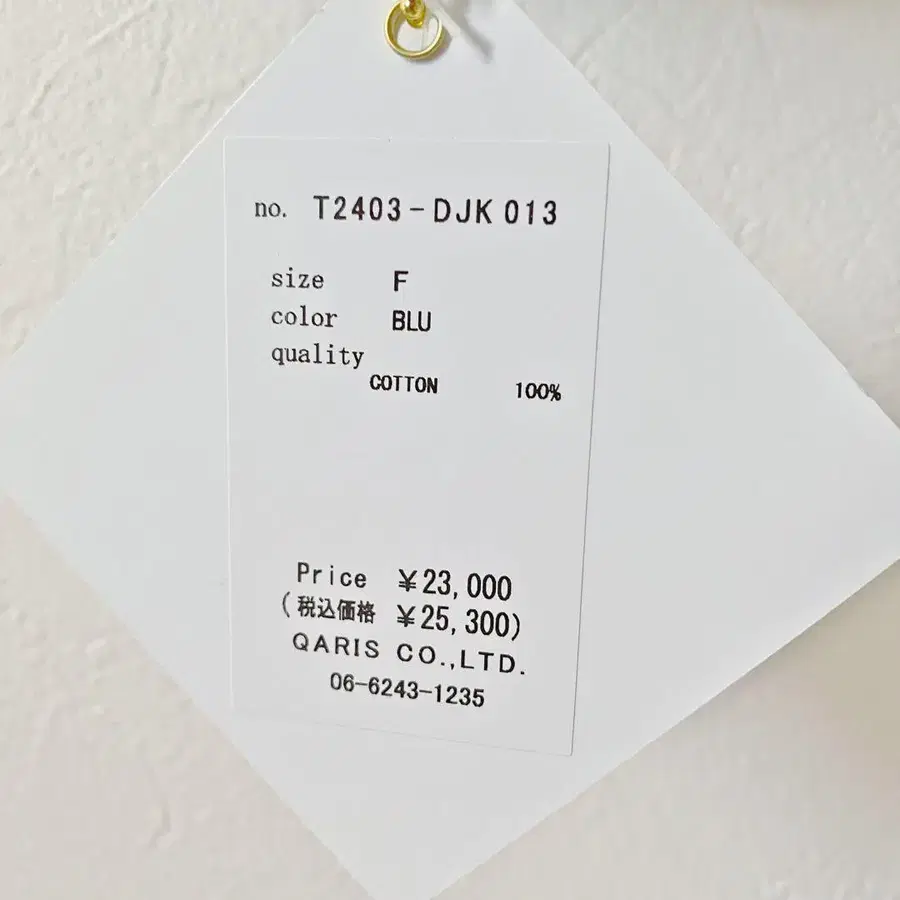 no. T2403-DJK 013
size F
color BLU
quality
COTTON 100%
Price ¥23,000
(税込価格 ¥25,300)
QARIS CO.,LTD.
06-6243-1235